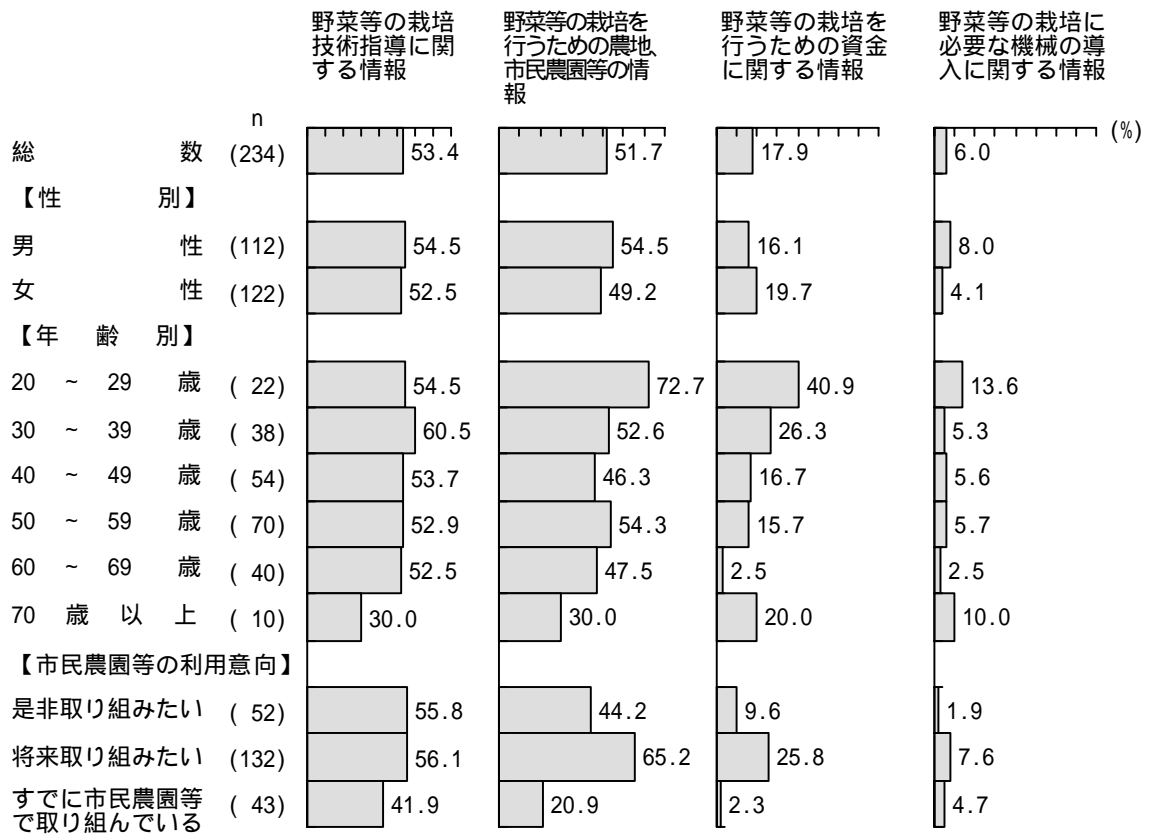 野菜等の栽培
技術指導に関
する情報
野菜等の栽培を
行うための農地、
市民農園等の情
報
野菜等の栽培を
行うための資金
に関する情報
野菜等の栽培に
必要な機械の導
入に関する情報
n
(%)
総 数 (234) 53.4 51.7 17.9 6.0
【性 別】
男 性 (112) 54.5 54.5 16.1 8.0
女 性 (122) 52.5 49.2 19.7 4.1
【年 齢 別】
20 ~ 29 歳 ( 22) 54.5 72.7 40.9 13.6
30 ~ 39 歳 ( 38) 60.5 52.6 26.3 5.3
40 ~ 49 歳 ( 54) 53.7 46.3 16.7 5.6
50 ~ 59 歳 ( 70) 52.9 54.3 15.7 5.7
60 ~ 69 歳 ( 40) 52.5 47.5 2.5 2.5
70 歳 以 上 ( 10) 30.0 30.0 20.0 10.0
【市民農園等の利用意向】
是非取り組みたい ( 52) 55.8 44.2 9.6 1.9
将来取り組みたい (132) 56.1 65.2 25.8 7.6
すでに市民農園等
で取り組んでいる ( 43) 41.9 20.9 2.3 4.7